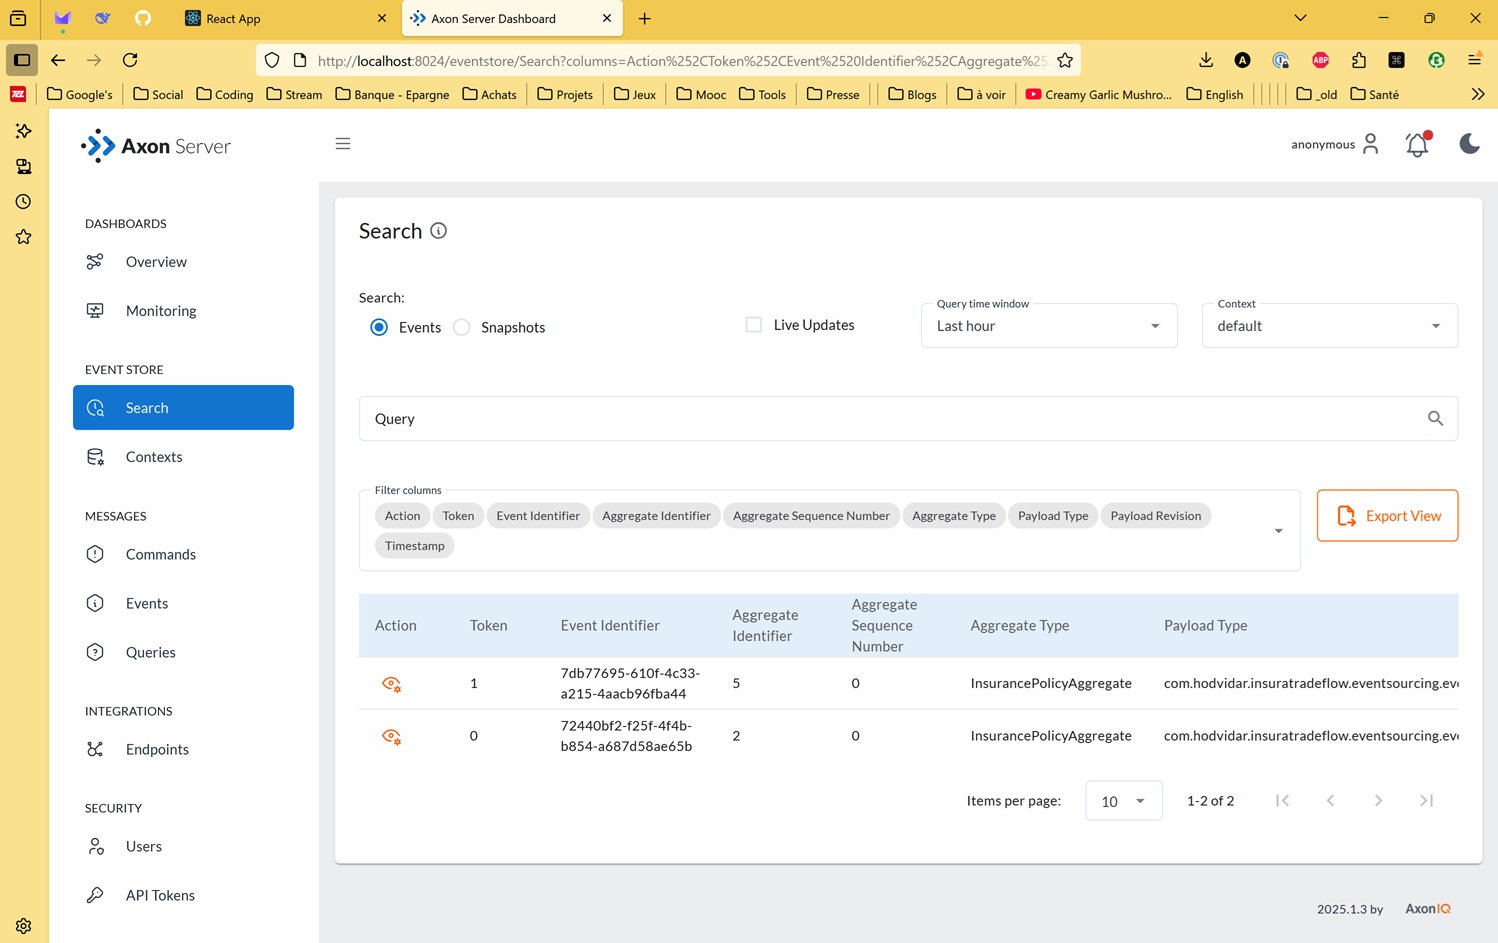 React App
Axon Server Dashboard
http://localhost:8024/eventstore/Search?columns=Action%252CToken%252CEvent%2520Identifier%252CAggregate%25
Google's
Social
Coding
Stream
Banque - Epargne
Achats
Projets
Jeux
Mooc
Tools
Presse
Blogs
à voir
Creamy Garlic Mushro...
English
_old
Santé
Axon Server
anonymous
DASHBOARDS
Overview
Monitoring
EVENT STORE
Search
Contexts
MESSAGES
Commands
Events
Queries
INTEGRATIONS
Endpoints
SECURITY
Users
API Tokens
Search
Search:
Events
Snapshots
Live Updates
Query time window
Last hour
Context
default
Query
Filter columns
Action Token Event Identifier Aggregate Identifier Aggregate Sequence Number Aggregate Type Payload Type Payload Revision
Timestamp
Export View
Action
Token
Event Identifier
Aggregate
Identifier
Aggregate
Sequence
Number
Aggregate Type
Payload Type
1
7db77695-610f-4c33-
a215-4aacb96fba44
5
0
InsurancePolicyAggregate
com.hodvidar.insuratradeflow.eventsourcing.eve
0
72440bf2-f25f-4f4b-
b854-a687d58ae65b
2
0
InsurancePolicyAggregate
com.hodvidar.insuratradeflow.eventsourcing.eve
Items per page:
10
1-2 of 2
2025.1.3 by
AxonIQ